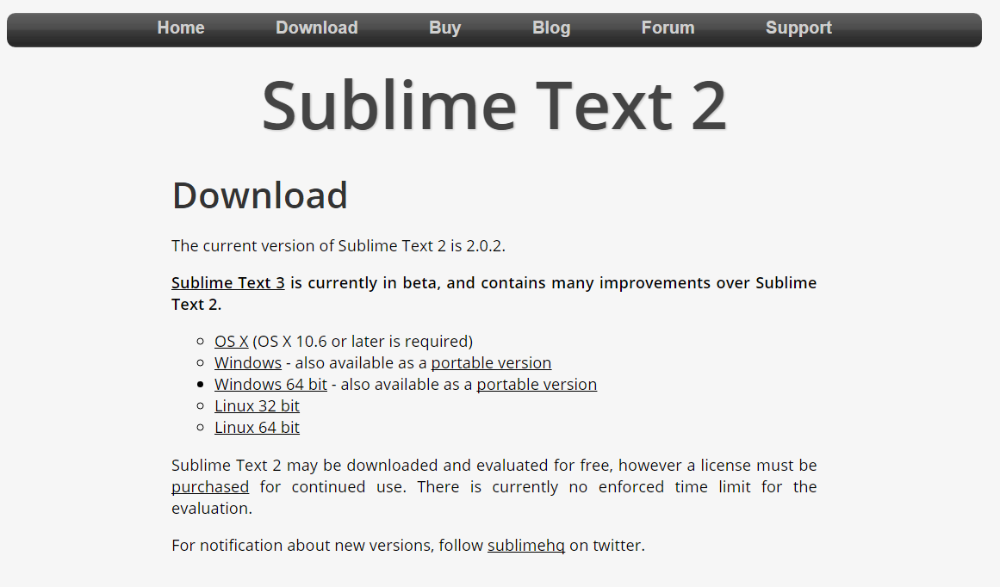 Home Download Buy Blog Forum Support
Sublime Text 2
Download
The current version of Sublime Text 2 is 2.0.2.
Sublime Text 3 is currently in beta, and contains many improvements over Sublime
Text 2.
OS X (OS X 10.6 or later is required)
Windows - also available as a portable version
Windows 64 bit - also available as a portable version
Linux 32 bit
Linux 64 bit
Sublime Text 2 may be downloaded and evaluated for free, however a license must be
purchased for continued use. There is currently no enforced time limit for the
evaluation.
For notification about new versions, follow sublimehq on twitter.